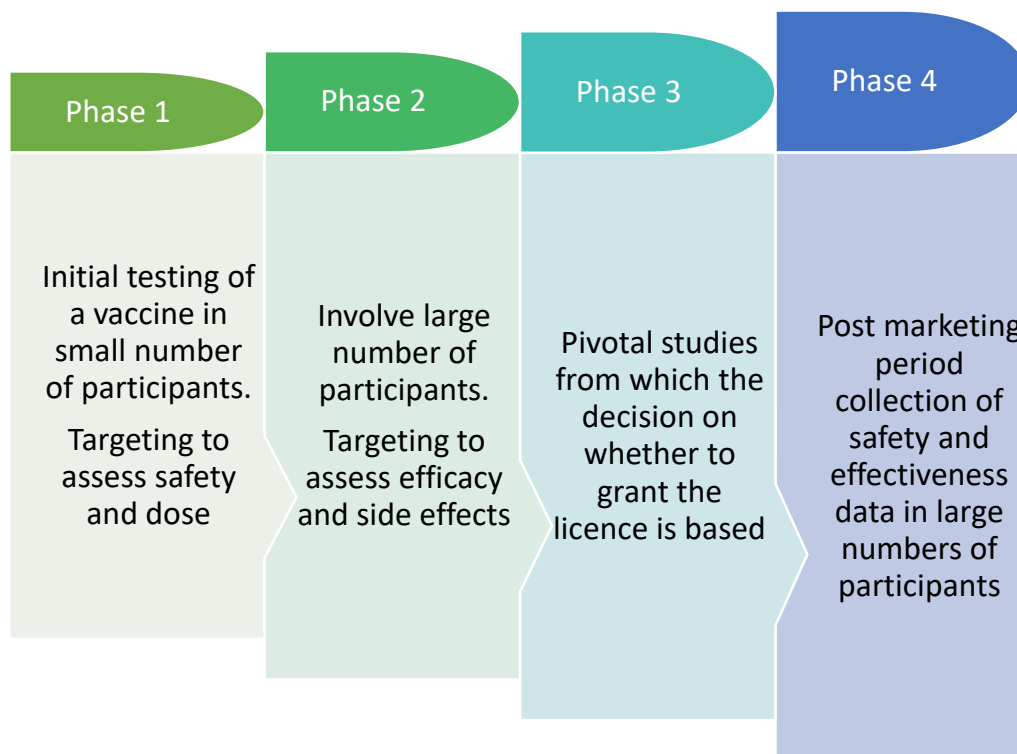 Phase 1
Initial testing of
a vaccine in
small number
of participants.
Targeting to
assess safety
and dose
Phase 2
Involve large
number of
participants.
Targeting to
assess efficacy
and side effects
Phase 3
Pivotal studies
from which the
decision on
whether to
grant the
licence is based
Phase 4
Post marketing
period
collection of
safety and
effectiveness
data in large
numbers of
participants